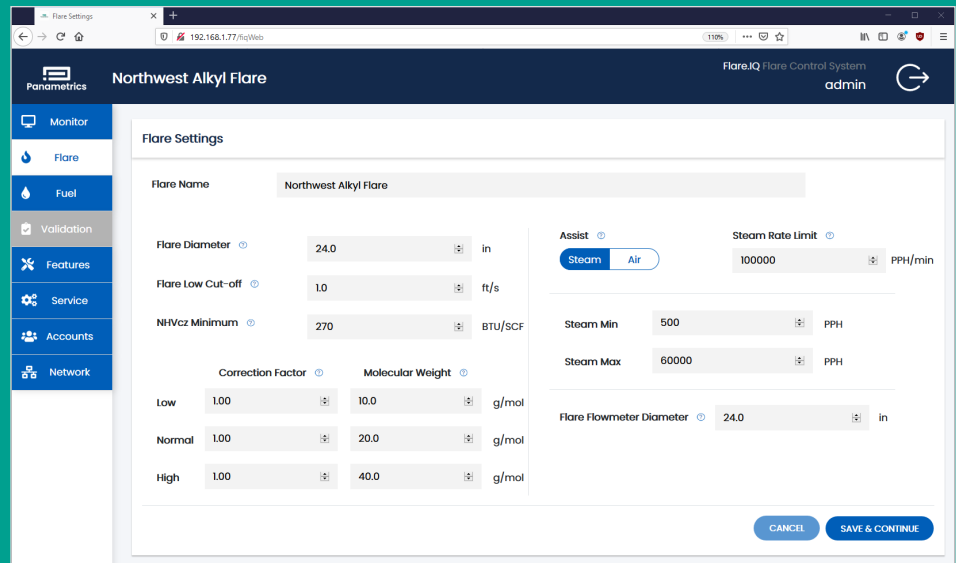 Flare Settings
192.168.1.77/fiqWeb
110%
Panametrics
Northwest Alkyl Flare
Flare.IQ Flare Control System
admin
Monitor
Flare
Fuel
Validation
Features
Service
Accounts
Network
Flare Settings
Flare Name
Northwest Alkyl Flare
Flare Diameter ? 24.0 in
Flare Low Cut-off ? 1.0 ft/s
NHVcz Minimum ? 270 BTU/SCF
Correction Factor ? Molecular Weight ?
Low 1.00 10.0 g/mol
Normal 1.00 20.0 g/mol
High 1.00 40.0 g/mol
Assist ? Steam Rate Limit ?
Steam Air 100000 PPH/min
Steam Min 500 PPH
Steam Max 60000 PPH
Flare Flowmeter Diameter ? 24.0 in
CANCEL SAVE & CONTINUE